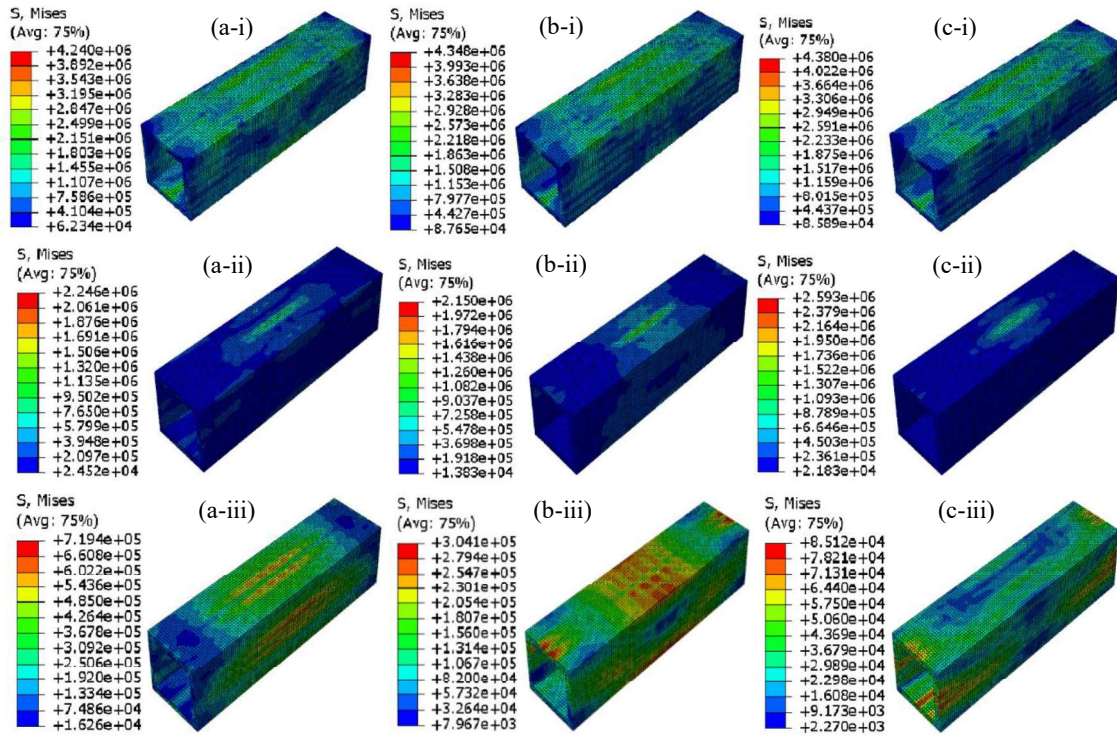 S, Mises
(Avg: 75%)
+4.240e+06
+3.892e+06
+3.543e+06
+3.195e+06
+2.847e+06
+2.499e+06
+2.151e+06
+1.803e+06
+1.455e+06
+1.107e+06
+7.586e+05
+4.104e+05
+6.234e+04
(a-i)
S, Mises
(Avg: 75%)
+4.348e+06
+3.993e+06
+3.638e+06
+3.283e+06
+2.928e+06
+2.573e+06
+2.218e+06
+1.863e+06
+1.508e+06
+1.153e+06
+7.977e+05
+4.427e+05
+8.765e+04
(b-i)
S, Mises
(Avg: 75%)
+4.380e+06
+4.022e+06
+3.664e+06
+3.306e+06
+2.949e+06
+2.591e+06
+2.233e+06
+1.875e+06
+1.517e+06
+1.159e+06
+8.015e+05
+4.437e+05
+8.589e+04
(c-i)
S, Mises
(Avg: 75%)
+2.246e+06
+2.061e+06
+1.876e+06
+1.691e+06
+1.506e+06
+1.320e+06
+1.135e+06
+9.502e+05
+7.650e+05
+5.799e+05
+3.948e+05
+2.097e+05
+2.452e+04
(a-ii)
S, Mises
(Avg: 75%)
+2.150e+06
+1.972e+06
+1.794e+06
+1.616e+06
+1.438e+06
+1.260e+06
+1.082e+06
+9.037e+05
+7.258e+05
+5.478e+05
+3.698e+05
+1.918e+05
+1.383e+04
(b-ii)
S, Mises
(Avg: 75%)
+2.593e+06
+2.379e+06
+2.164e+06
+1.950e+06
+1.736e+06
+1.522e+06
+1.307e+06
+1.093e+06
+8.789e+05
+6.646e+05
+4.503e+05
+2.361e+05
+2.183e+04
(c-ii)
S, Mises
(Avg: 75%)
+7.194e+05
+6.608e+05
+6.022e+05
+5.436e+05
+4.850e+05
+4.264e+05
+3.678e+05
+3.092e+05
+2.506e+05
+1.920e+05
+1.334e+05
+7.486e+04
+1.626e+04
(a-iii)
S, Mises
(Avg: 75%)
+3.041e+05
+2.794e+05
+2.547e+05
+2.301e+05
+2.054e+05
+1.807e+05
+1.560e+05
+1.314e+05
+1.067e+05
+8.200e+04
+5.732e+04
+3.264e+04
+7.967e+03
(b-iii)
S, Mises
(Avg: 75%)
+8.512e+04
+7.821e+04
+7.131e+04
+6.440e+04
+5.750e+04
+5.060e+04
+4.369e+04
+3.679e+04
+2.989e+04
+2.298e+04
+1.608e+04
+9.173e+03
+2.270e+03
(c-iii)